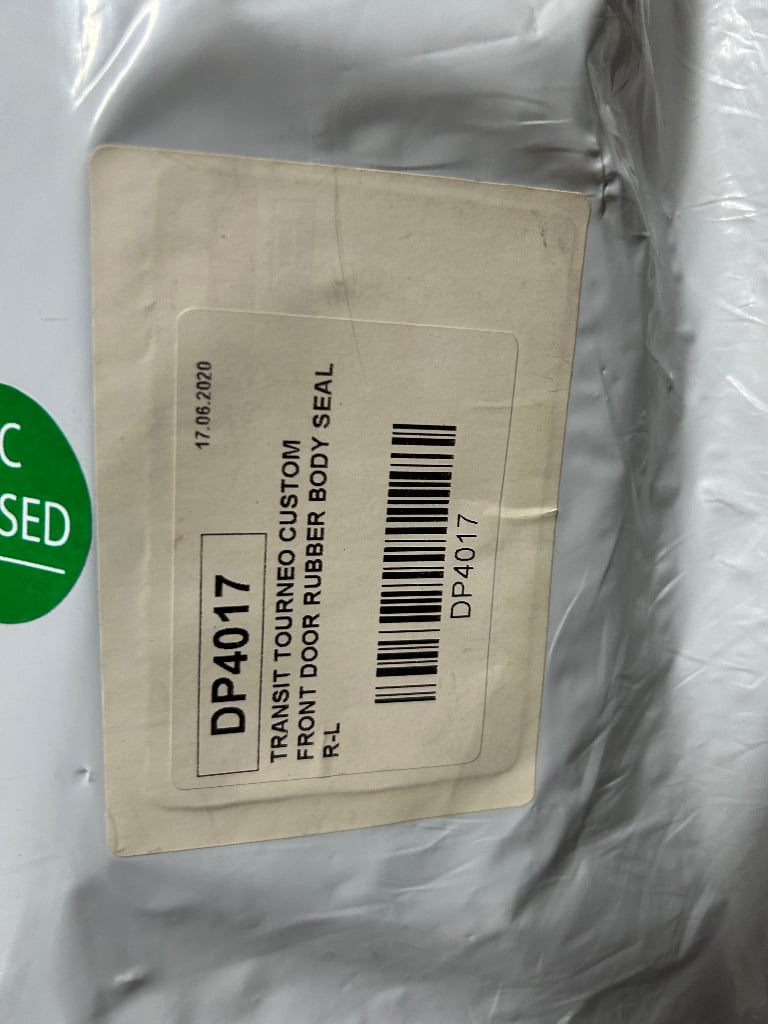 C
SED
17.06.2020
DP4017
TRANSIT TOURNEO CUSTOM
FRONT DOOR RUBBER BODY SEAL
R-L
DP4017